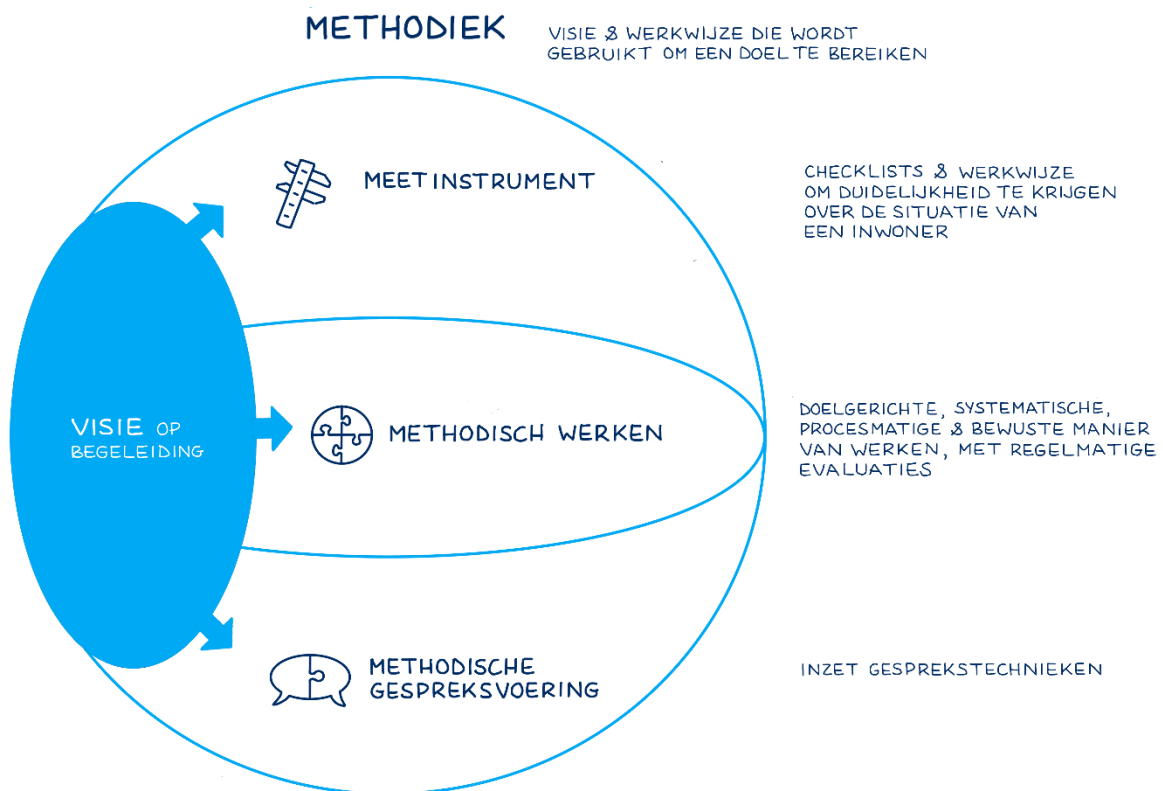 METHODIEK
VISIE & WERKWIJZE DIE WORDT
GEBRUIKT OM EEN DOEL TE BEREIKEN
MEETINSTRUMENT
CHECKLISTS & WERKWIJZE
OM DUIDELIJKHEID TE KRIJGEN
OVER DE SITUATIE VAN
EEN INWONER
VISIE OP
BEGELEIDING
METHODISCH WERKEN
DOELGERICHTE, SYSTEMATISCHE,
PROCESMATIGE & BEWUSTE MANIER
VAN WERKEN, MET REGELMATIGE
EVALUATIES
METHODISCHE
GESPREKSVOERING
INZET GESPREKSTECHNIEKEN